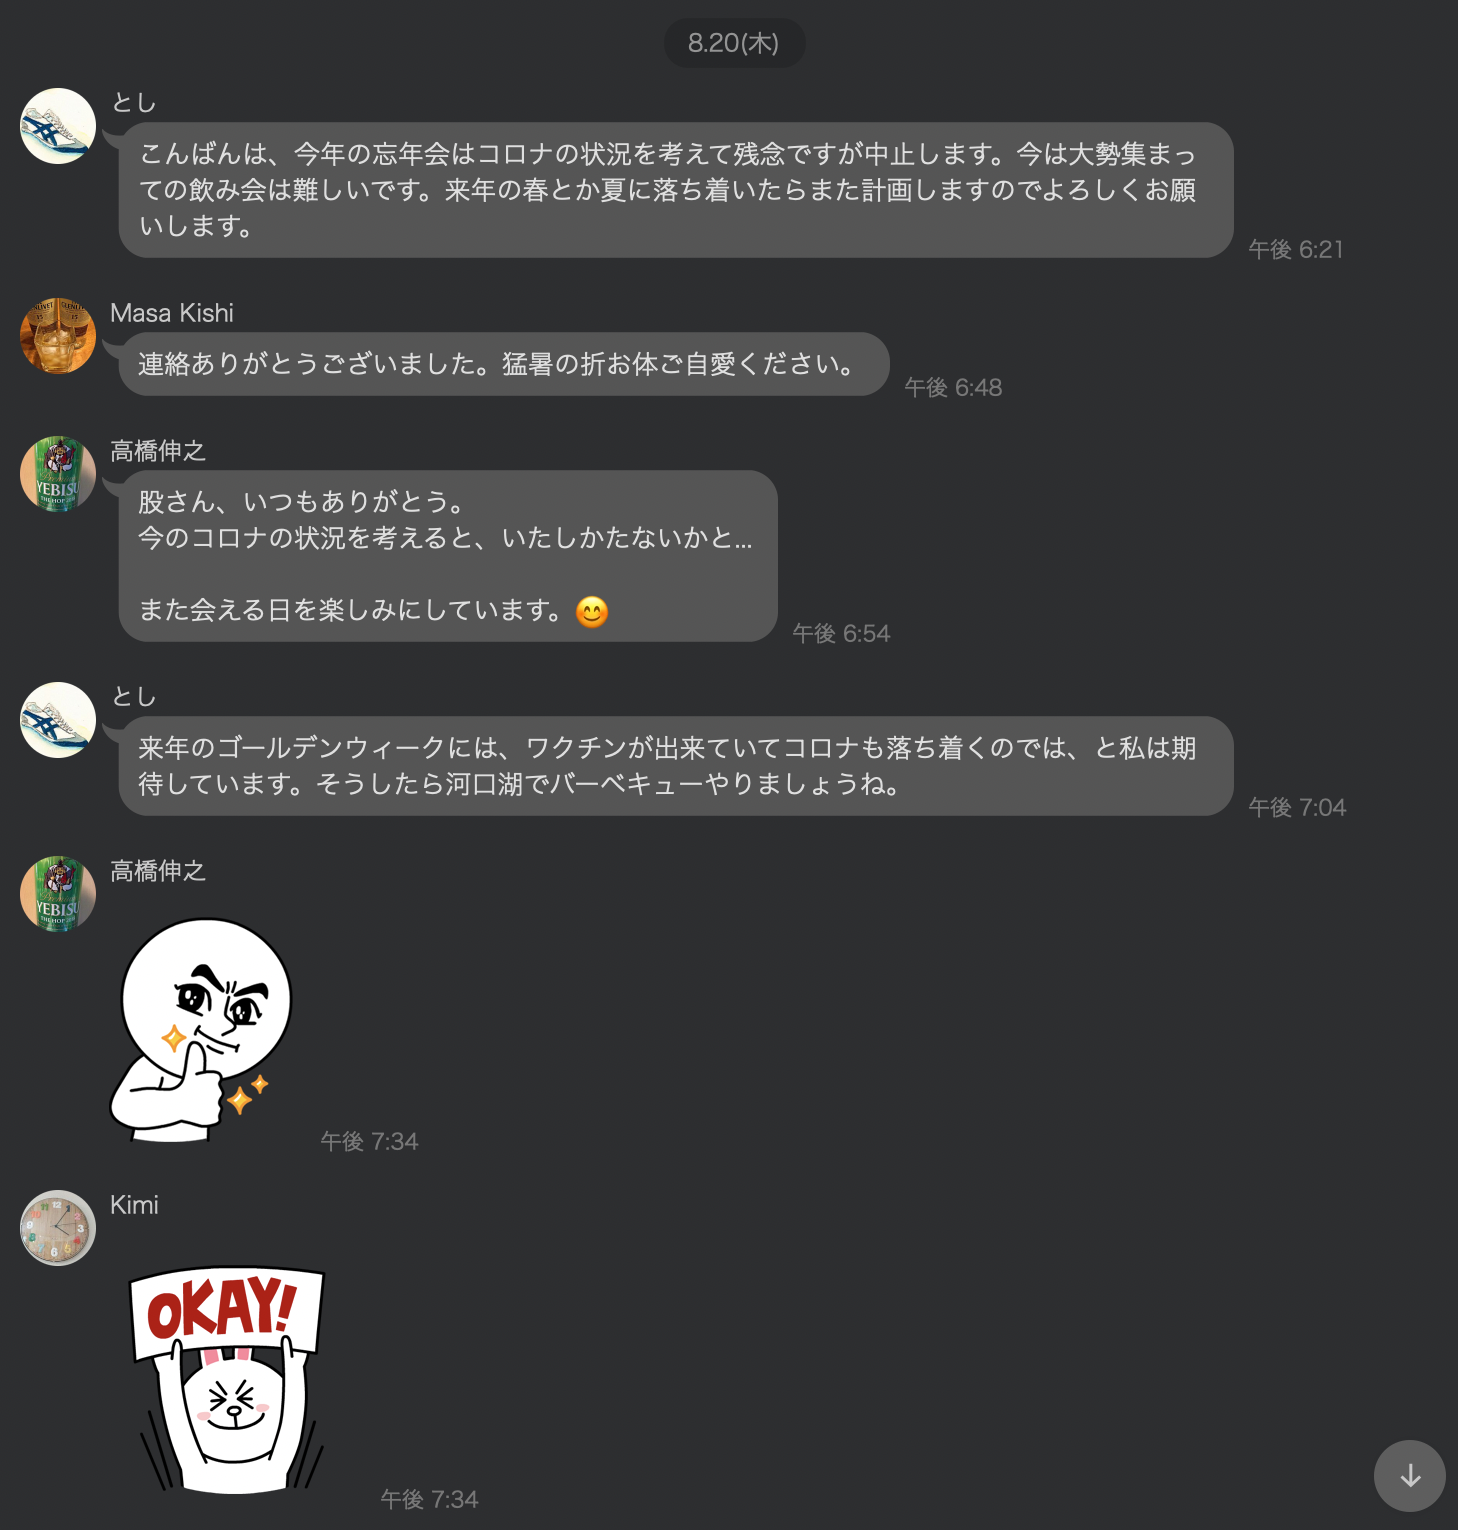 8.20(木)
とし
こんばんは、今年の忘年会はコロナの状況を考えて残念ですが中止します。今は大勢集まっ
ての飲み会は難しいです。来年の春とか夏に落ち着いたらまた計画しますのでよろしくお願
いします。
午後 6:21
Masa Kishi
連絡ありがとうございました。猛暑の折お体ご自愛ください。
午後 6:48
高橋伸之
YEBISU
THE HOP
股さん、いつもありがとう。
今のコロナの状況を考えると、いたしかたないかと...
また会える日を楽しみにしています。😊
午後 6:54
とし
来年のゴールデンウィークには、ワクチンが出来ていてコロナも落ち着くのでは、と私は期
待しています。そうしたら河口湖でバーベキューやりましょうね。
午後 7:04
高橋伸之
YEBISU
THE HOP
午後 7:34
Kimi
OKAY!
午後 7:34